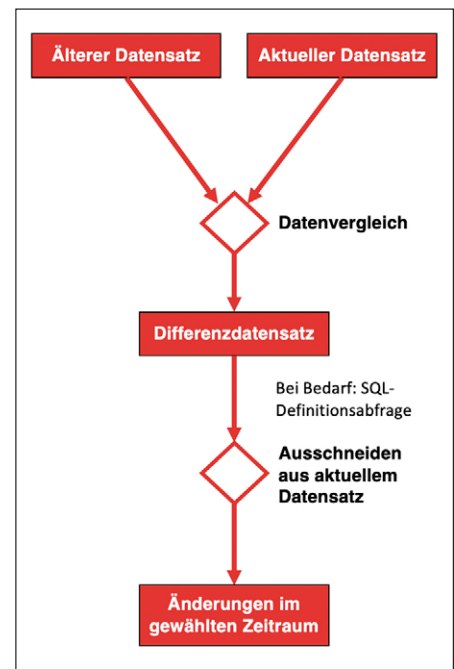 Älterer Datensatz
Aktueller Datensatz
Datenvergleich
Differenzdatensatz
Bei Bedarf: SQL-
Definitionsabfrage
Ausschneiden
aus aktuellem
Datensatz
Änderungen im
gewählten Zeitraum